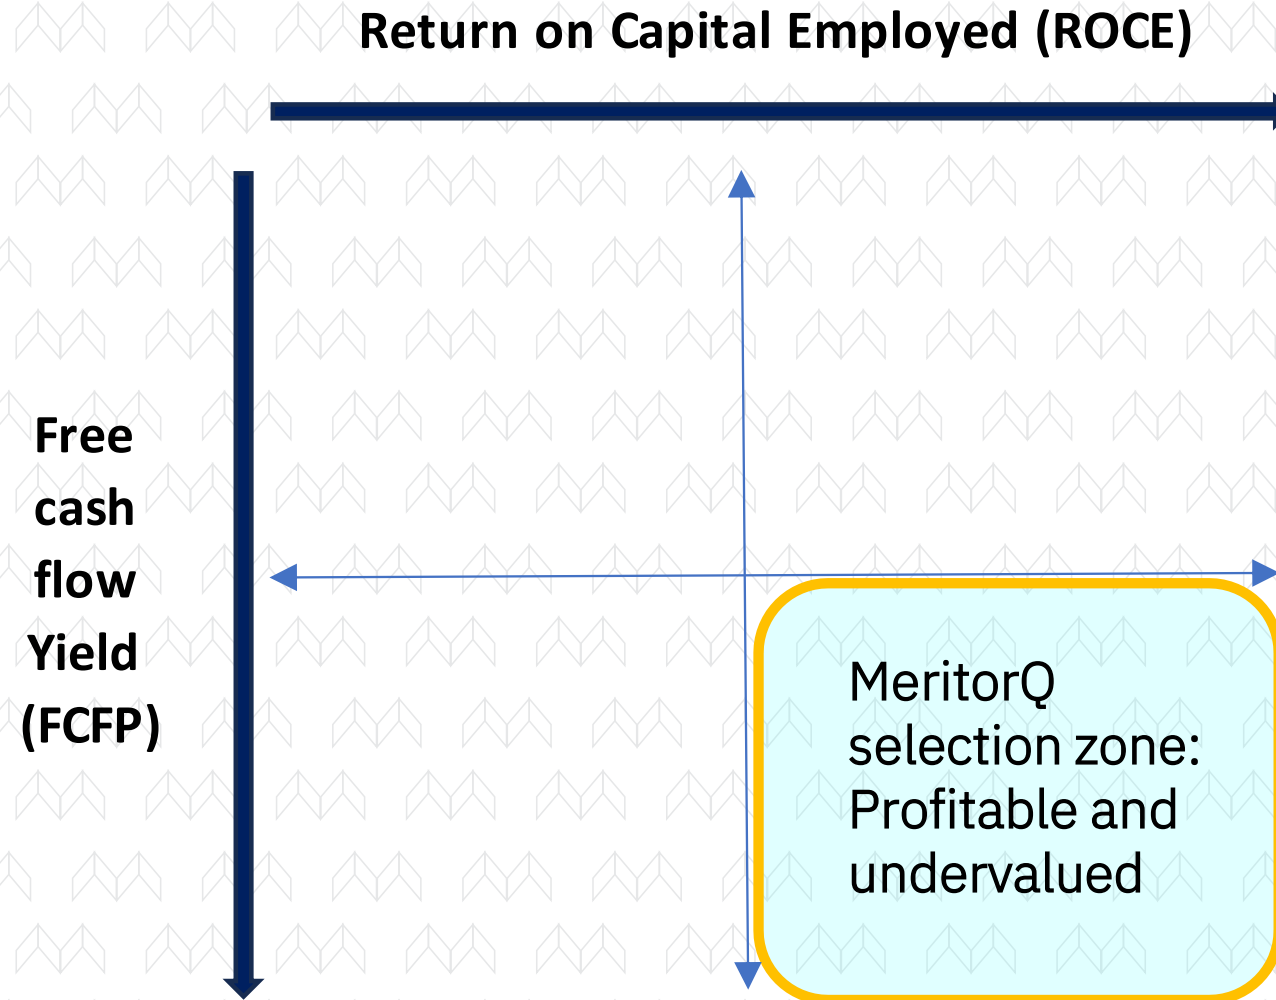 Return on Capital Employed (ROCE)
Free
cash
flow
Yield
(FCFP)
MeritorQ
selection zone:
Profitable and
undervalued